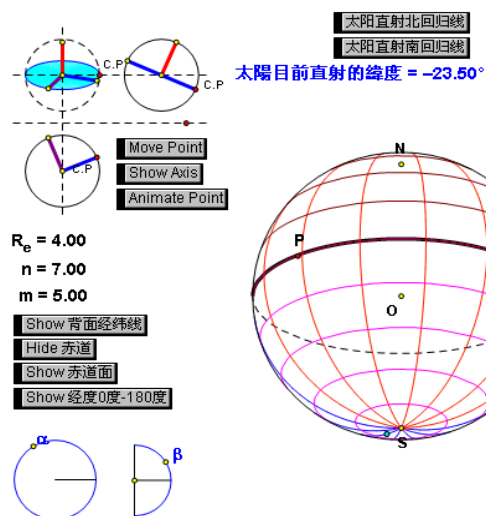 太阳直射北回归线
太阳直射南回归线
太陽目前直射的緯度 = –23.50°
C.P
C.P
C.P
Move Point
Show Axis
Animate Point
Re = 4.00
n = 7.00
m = 5.00
Show 背面经纬线
Hide 赤道
Show 赤道面
Show 经度0度-180度
N
P
O
S
α
β